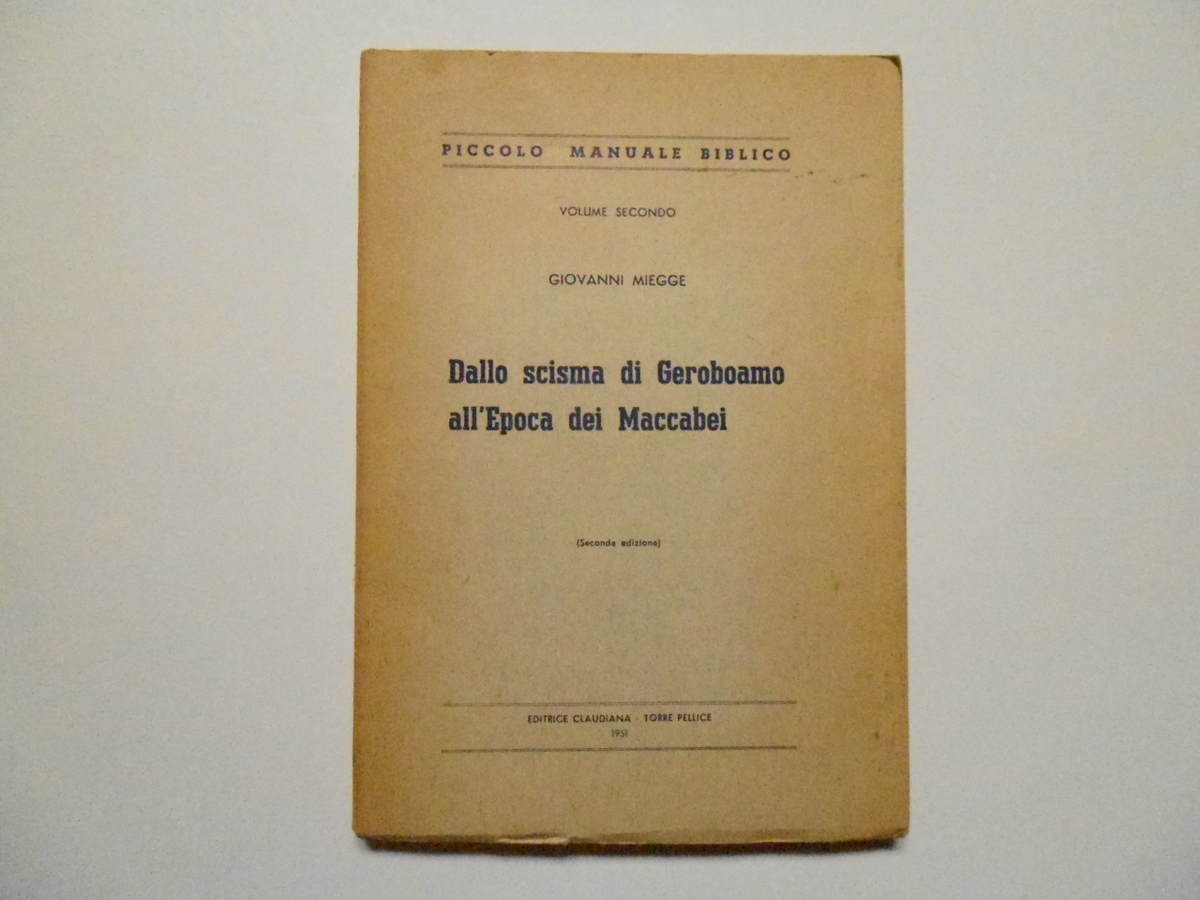 PICCOLO MANUALE BIBLICO
VOLUME SECONDO
GIOVANNI MIEGGE
Dallo scisma di Geroboamo
all'Epoca dei Maccabei
(Seconda edizione)
EDITRICE CLAUDIANA - TORRE PELLICE
1951